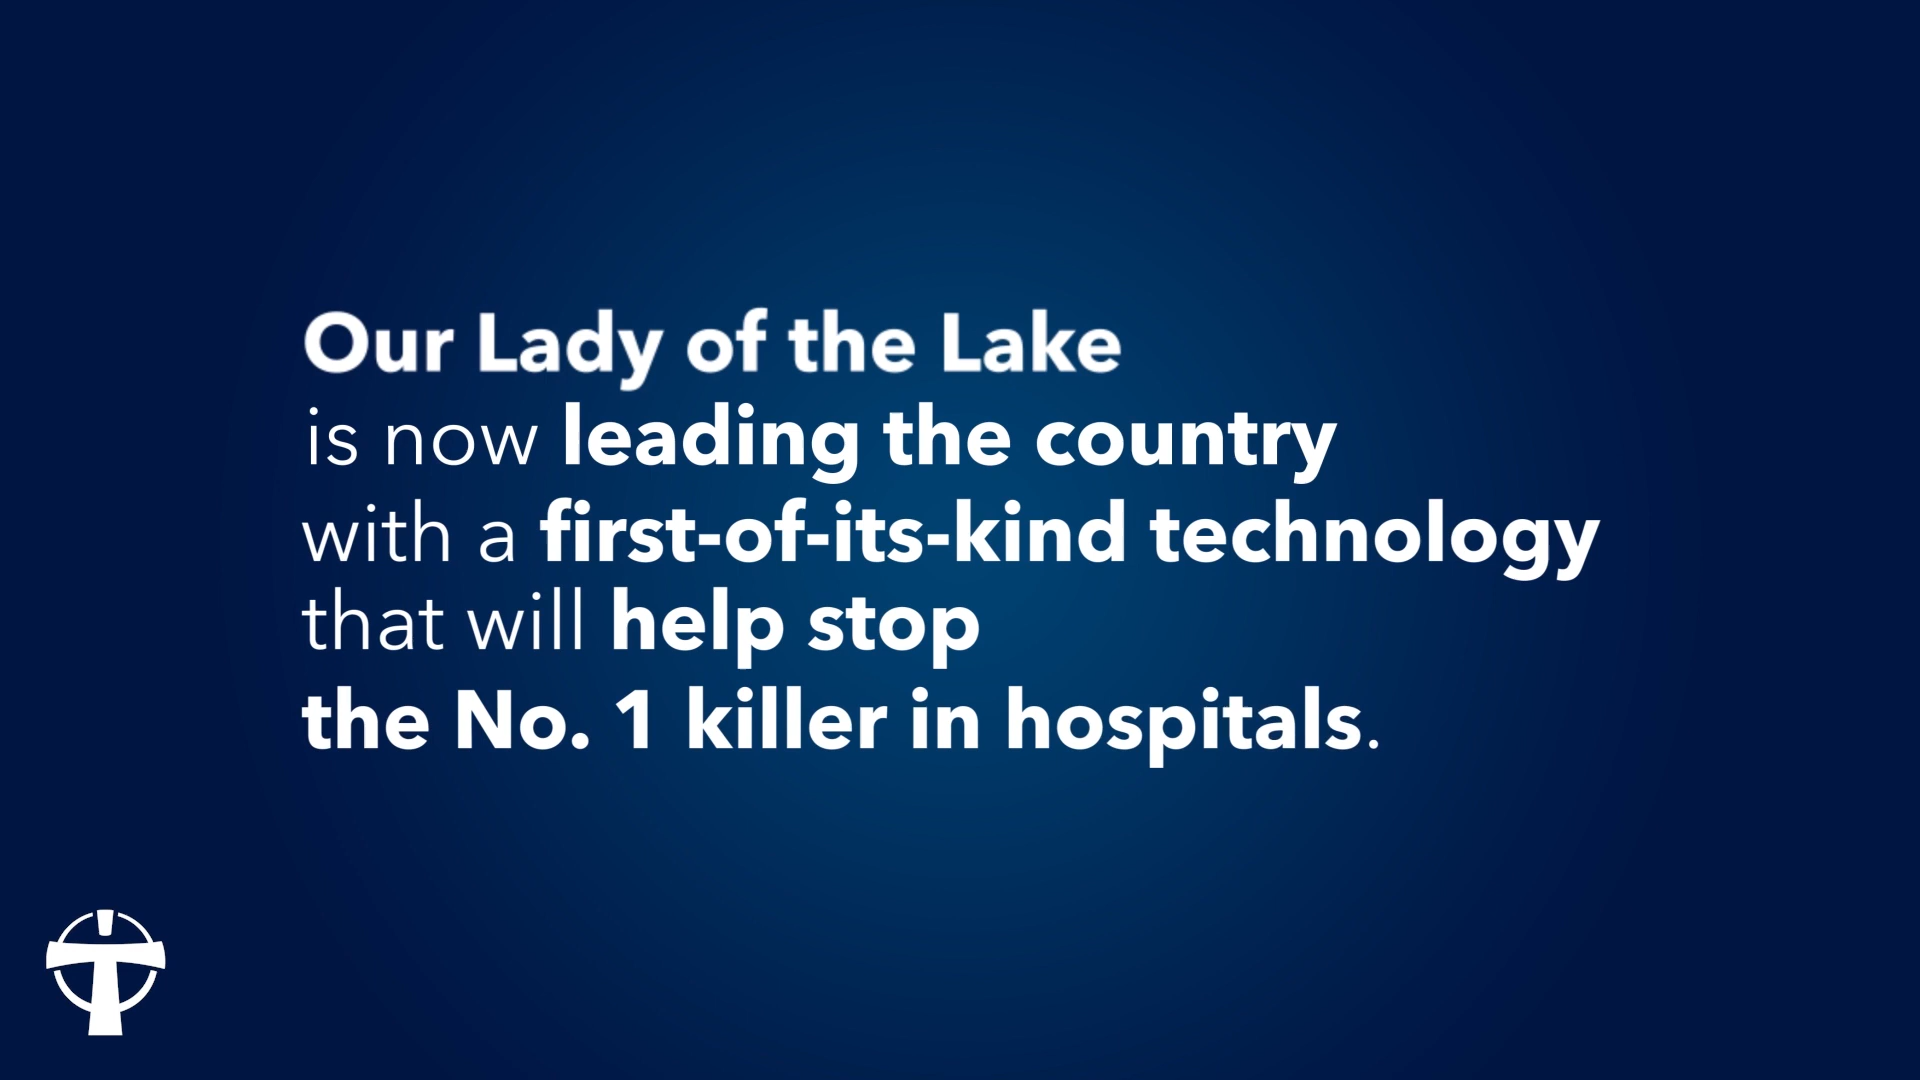 Our Lady of the Lake
is now leading the country
with a first-of-its-kind technology
that will help stop
the No. 1 killer in hospitals.